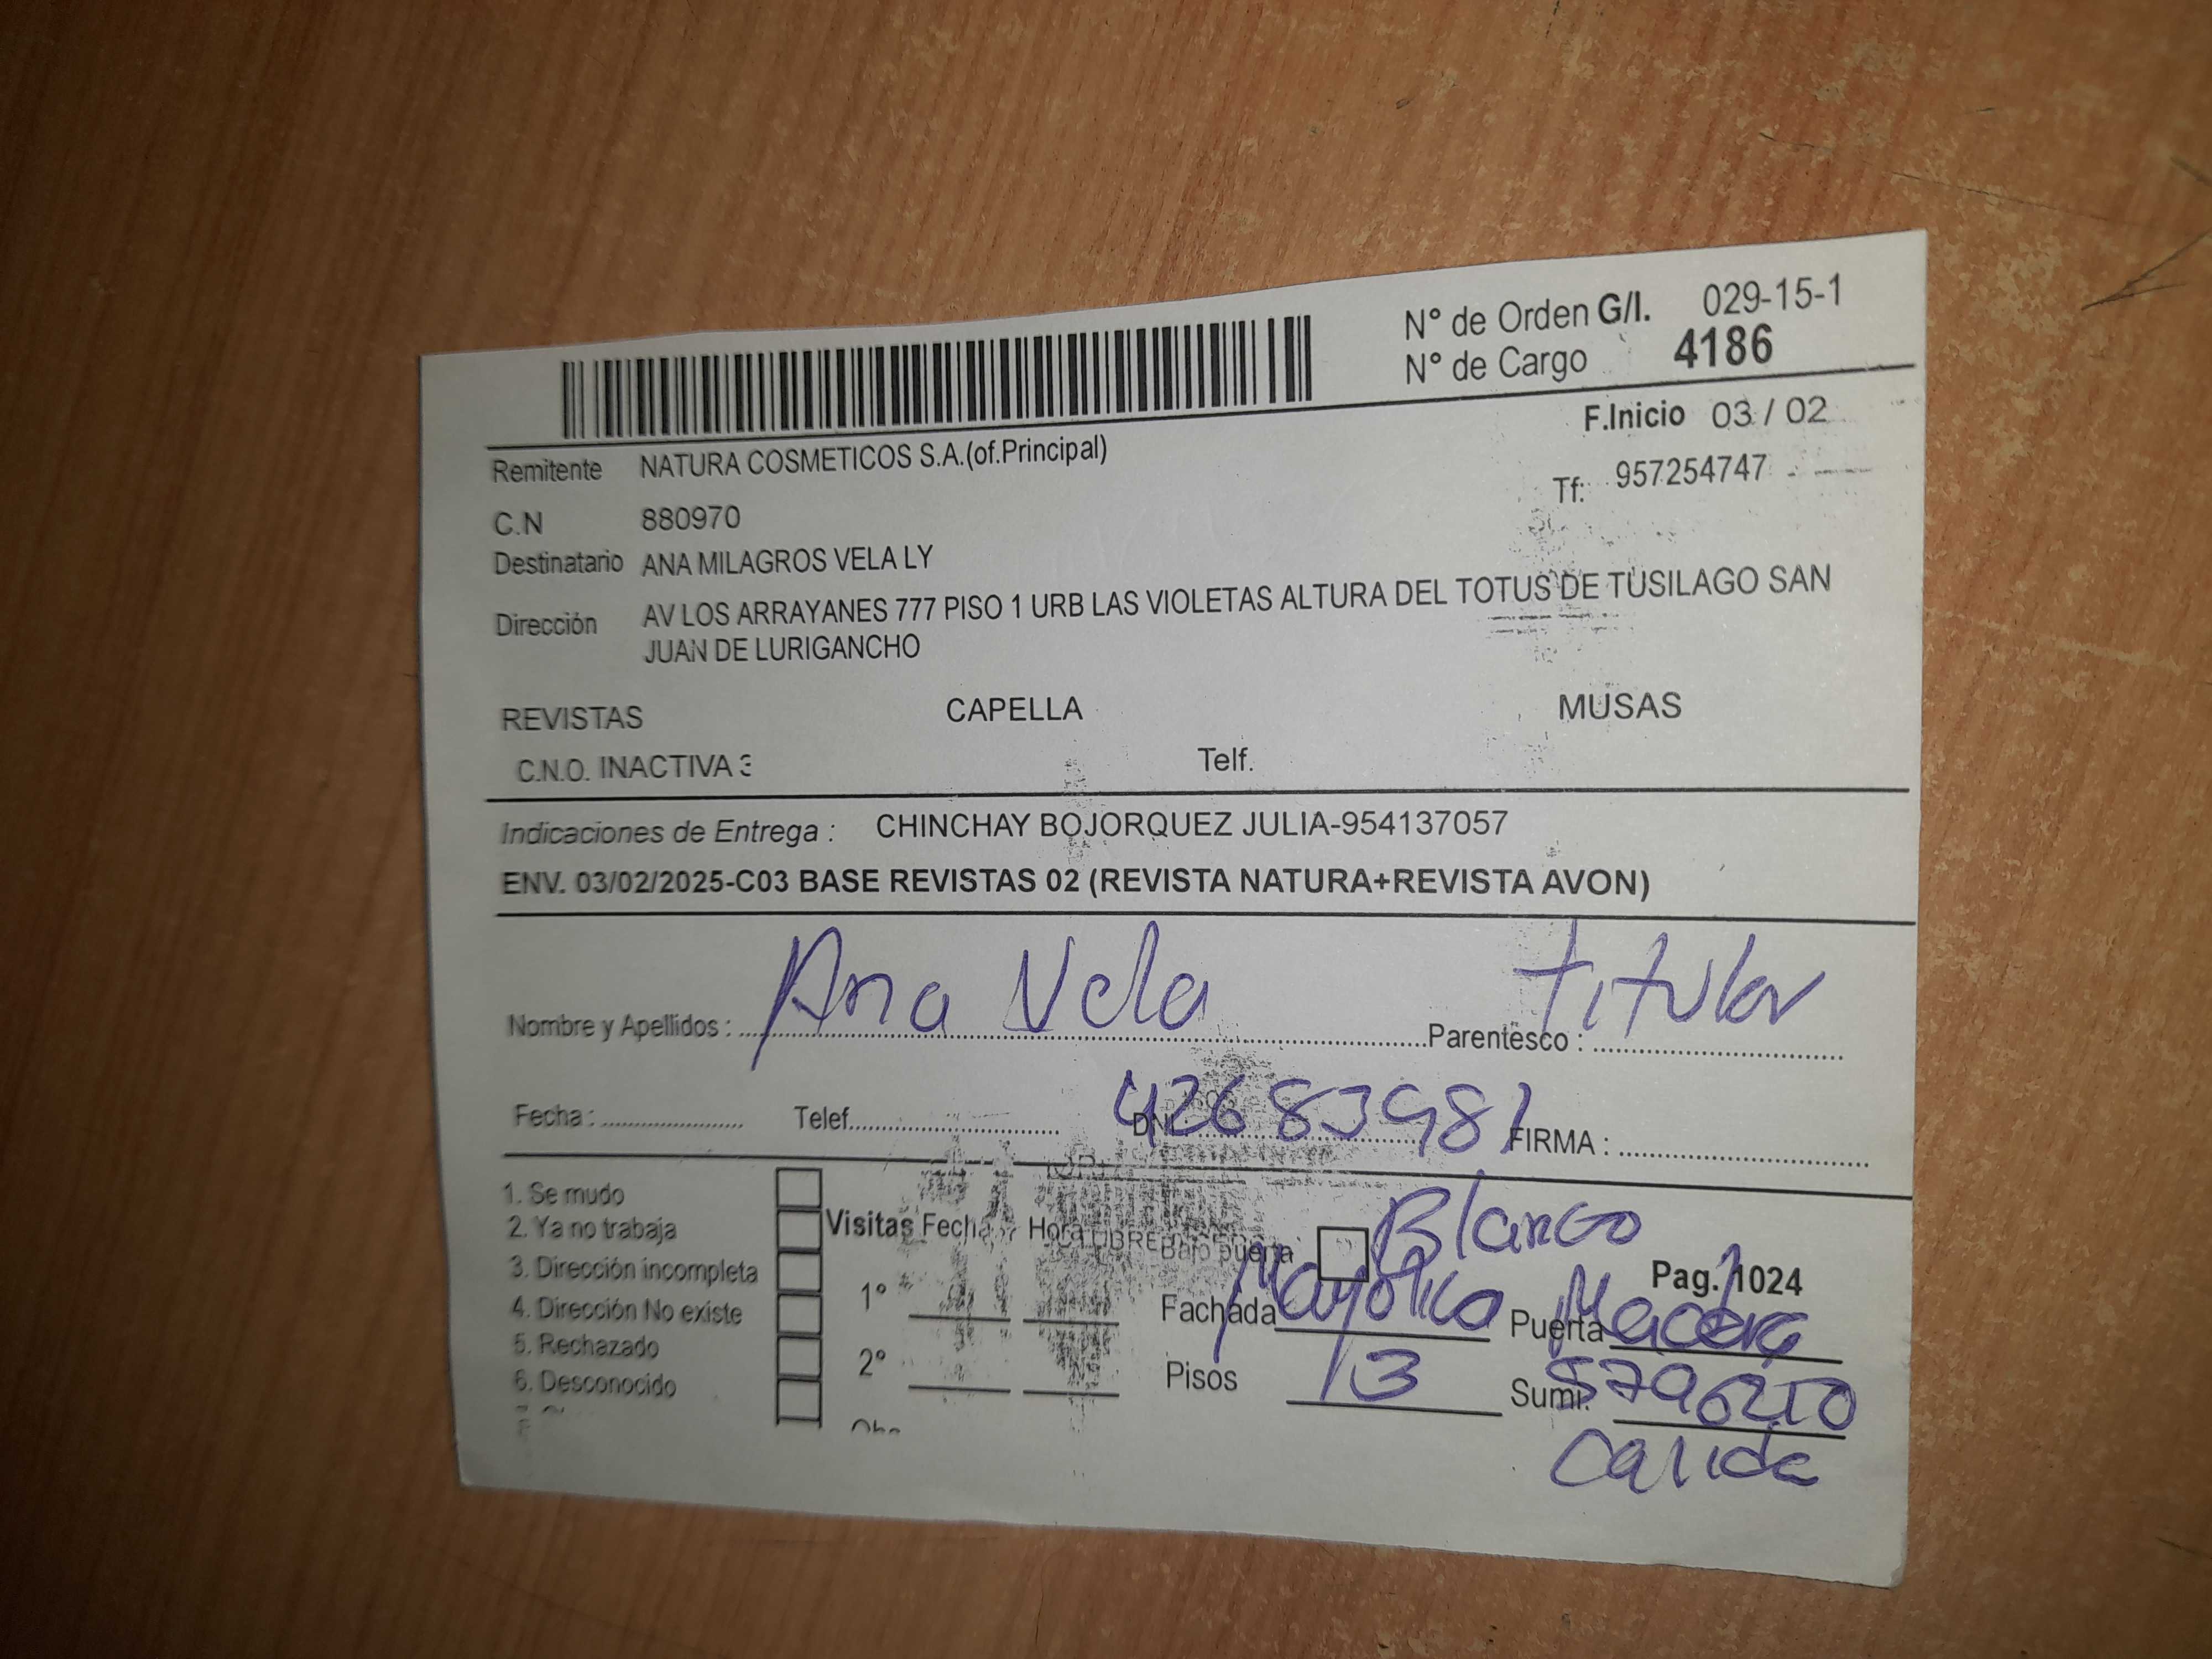 N° de Orden G/I. 029-15-1
N° de Cargo 4186
F.Inicio 03 / 02
Remitente NATURA COSMETICOS S.A.(of.Principal)
Tf: 957254747
C.N 880970
Destinatario ANA MILAGROS VELA LY
Dirección AV LOS ARRAYANES 777 PISO 1 URB LAS VIOLETAS ALTURA DEL TOTUS DE TUSILAGO SAN
JUAN DE LURIGANCHO
REVISTAS CAPELLA MUSAS
C.N.O. INACTIVA 3 Telf.
Indicaciones de Entrega : CHINCHAY BOJORQUEZ JULIA-954137057
ENV. 03/02/2025-C03 BASE REVISTAS 02 (REVISTA NATURA+REVISTA AVON)
Nombre y Apellidos : Ana Vela Parentesco : Titular
Fecha : Telef. DNI FIRMA :
1. Se mudo
2. Ya no trabaja
3. Dirección incompleta
4. Dirección No existe
5. Rechazado
6. Desconocido
Visitas Fecha Hora Bajo puerta Blanco
Pag. 1024
1° Fachada Mayolica Puerta Madera
2° Pisos 3 Sumi.